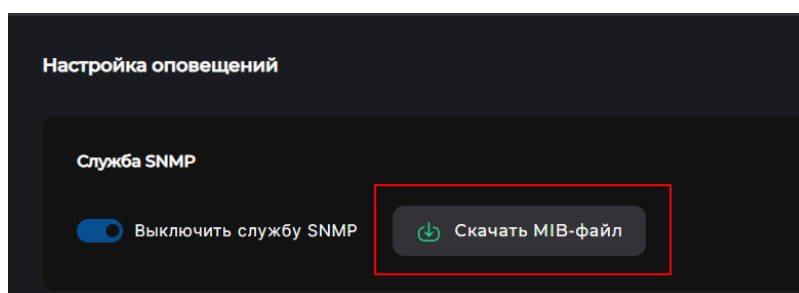 Настройка оповещений
Служба SNMP
Выключить службу SNMP
Скачать MIB-файл